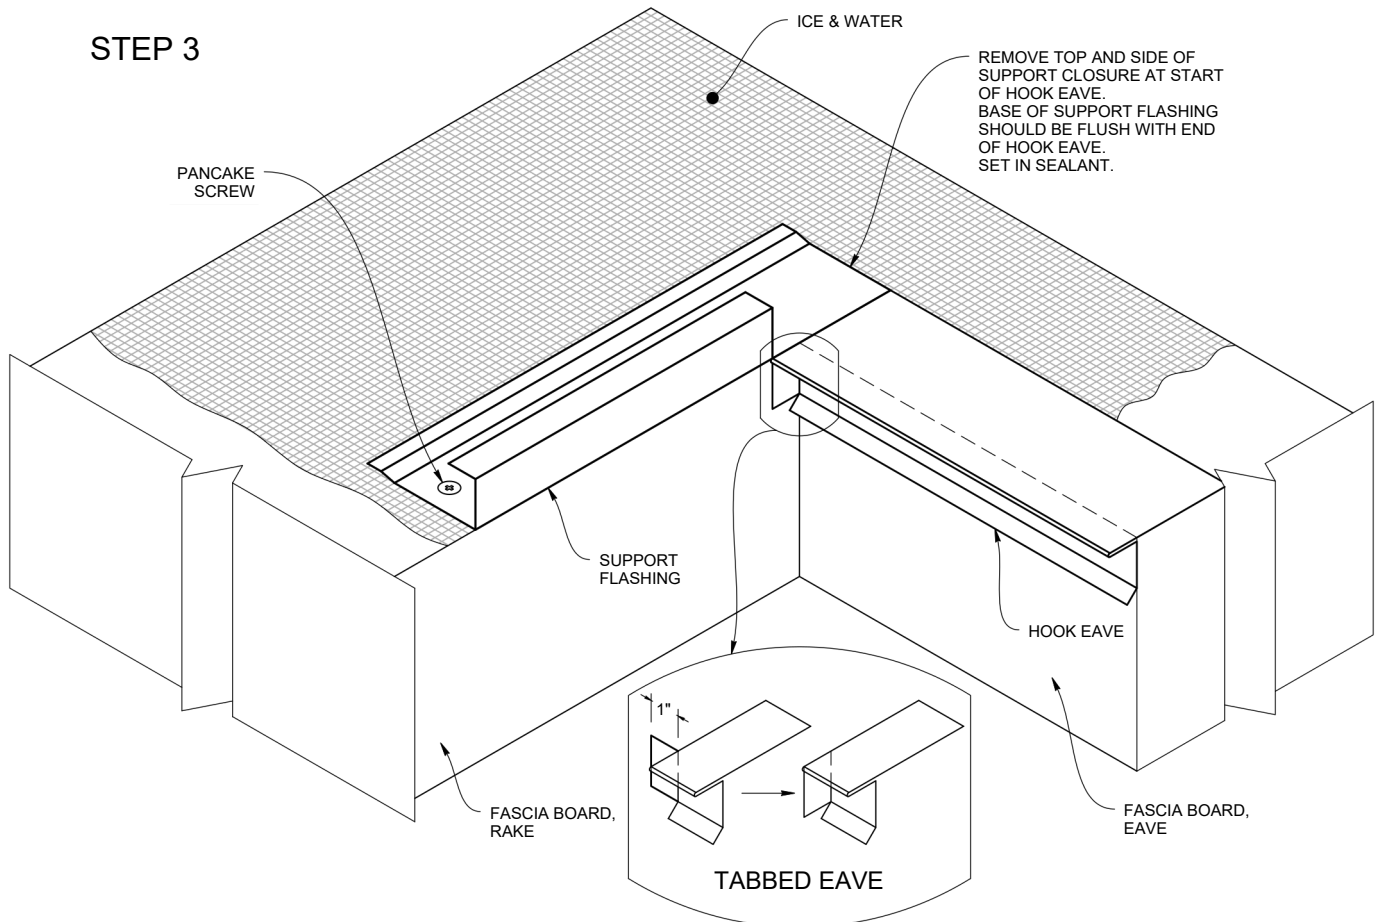 STEP 3
ICE & WATER
REMOVE TOP AND SIDE OF
SUPPORT CLOSURE AT START
OF HOOK EAVE.
BASE OF SUPPORT FLASHING
SHOULD BE FLUSH WITH END
OF HOOK EAVE.
SET IN SEALANT.
PANCAKE
SCREW
SUPPORT
FLASHING
HOOK EAVE
1"
FASCIA BOARD,
RAKE
FASCIA BOARD,
EAVE
TABBED EAVE